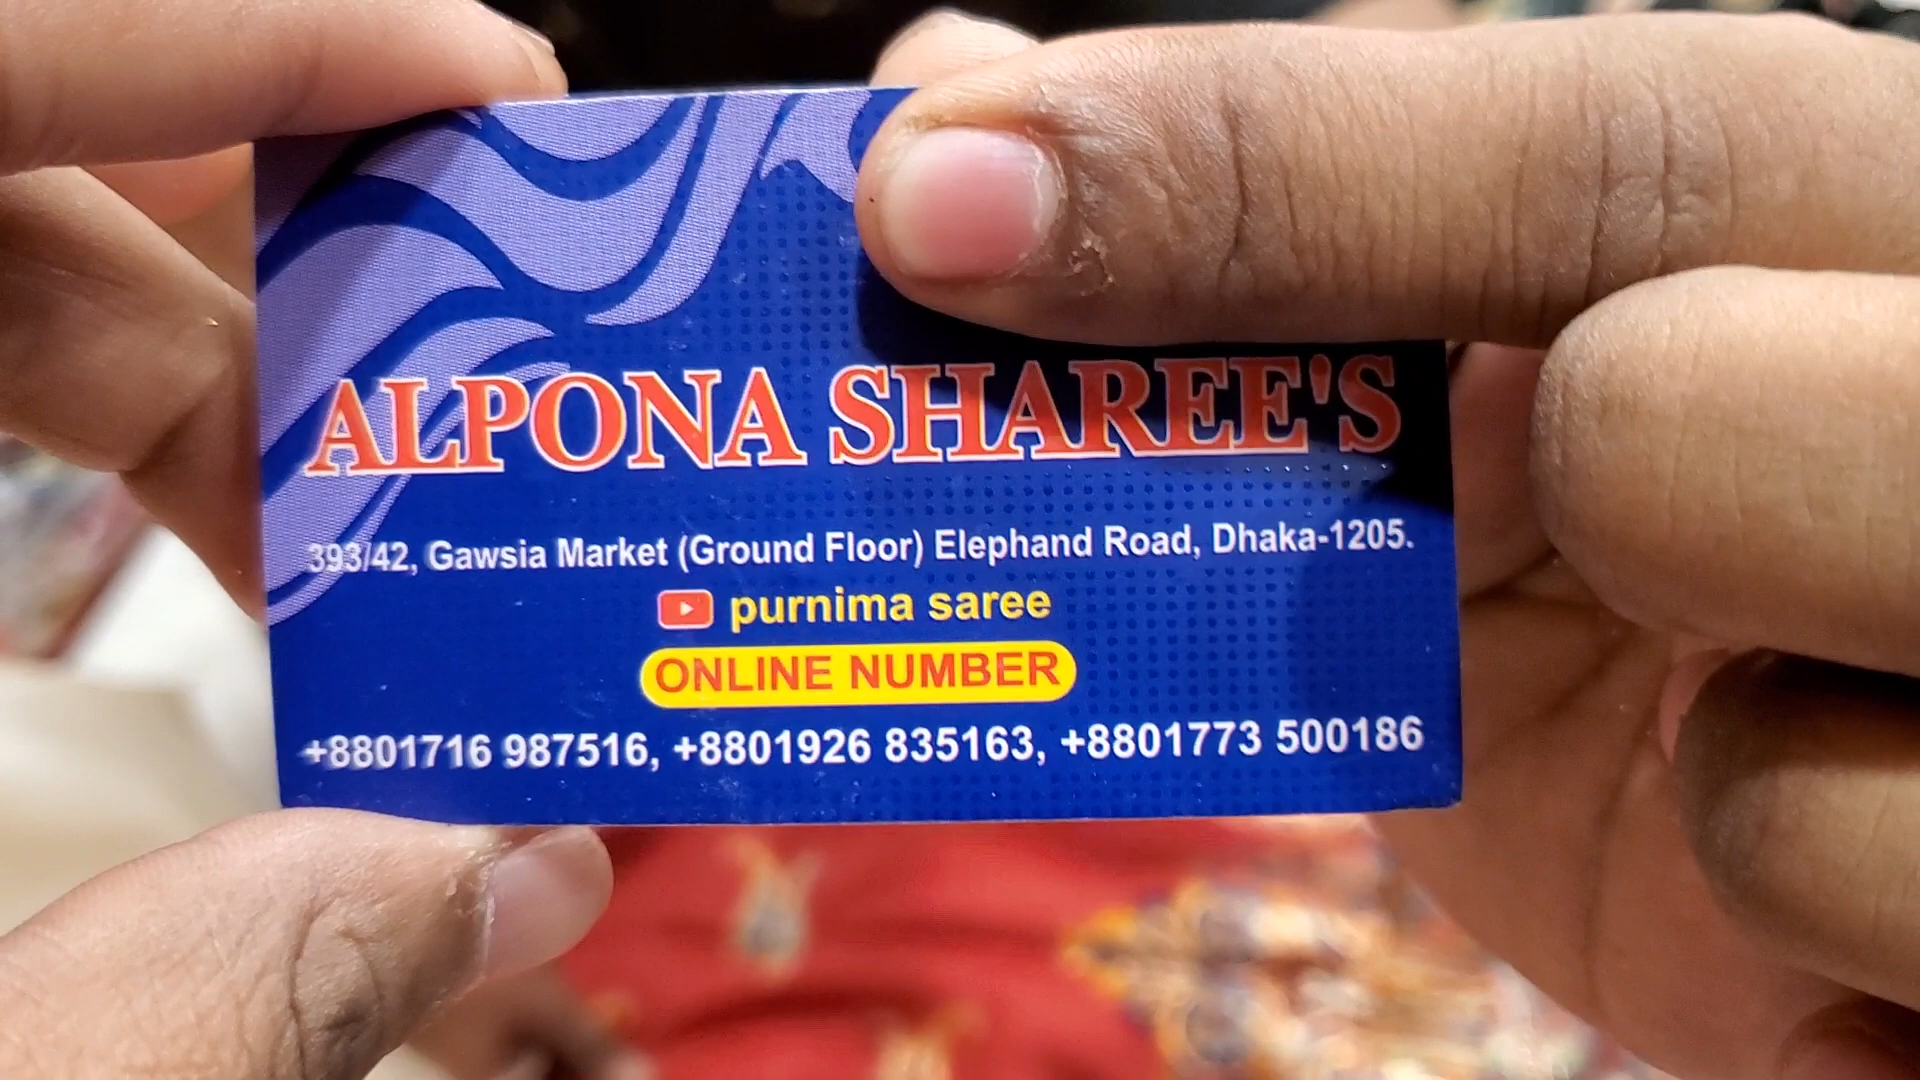 ALPONA SHAREE'S
393/42, Gawsia Market (Ground Floor) Elephand Road, Dhaka-1205.
purnima saree
ONLINE NUMBER
+8801716 987516, +8801926 835163, +8801773 500186